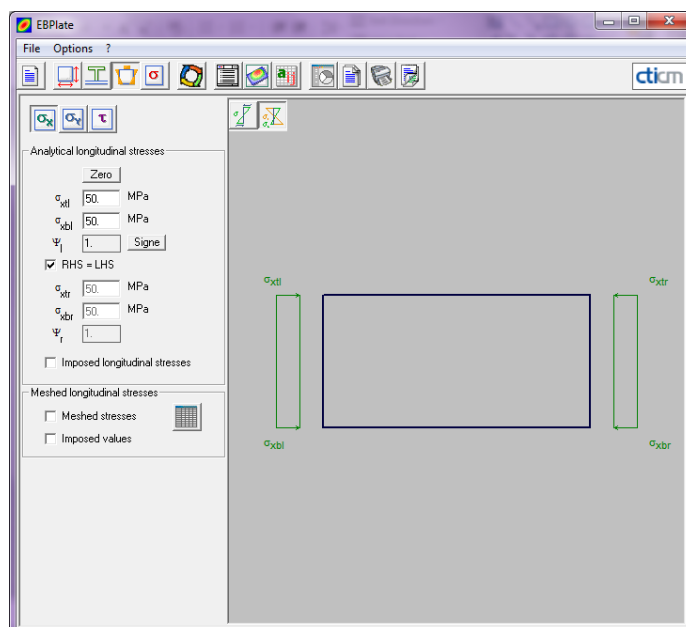 EBPlate
File Options ?
σ a
cticm
σx σY τ
Analytical longitudinal stresses
Zero
σxtl 50. MPa
σxbl 50. MPa
Ψl 1. Signe
RHS = LHS
σxtr 50. MPa
σxbr 50. MPa
Ψr 1.
Imposed longitudinal stresses
Meshed longitudinal stresses
Meshed stresses
Imposed values
σxtl σxtr
σxbl σxbr